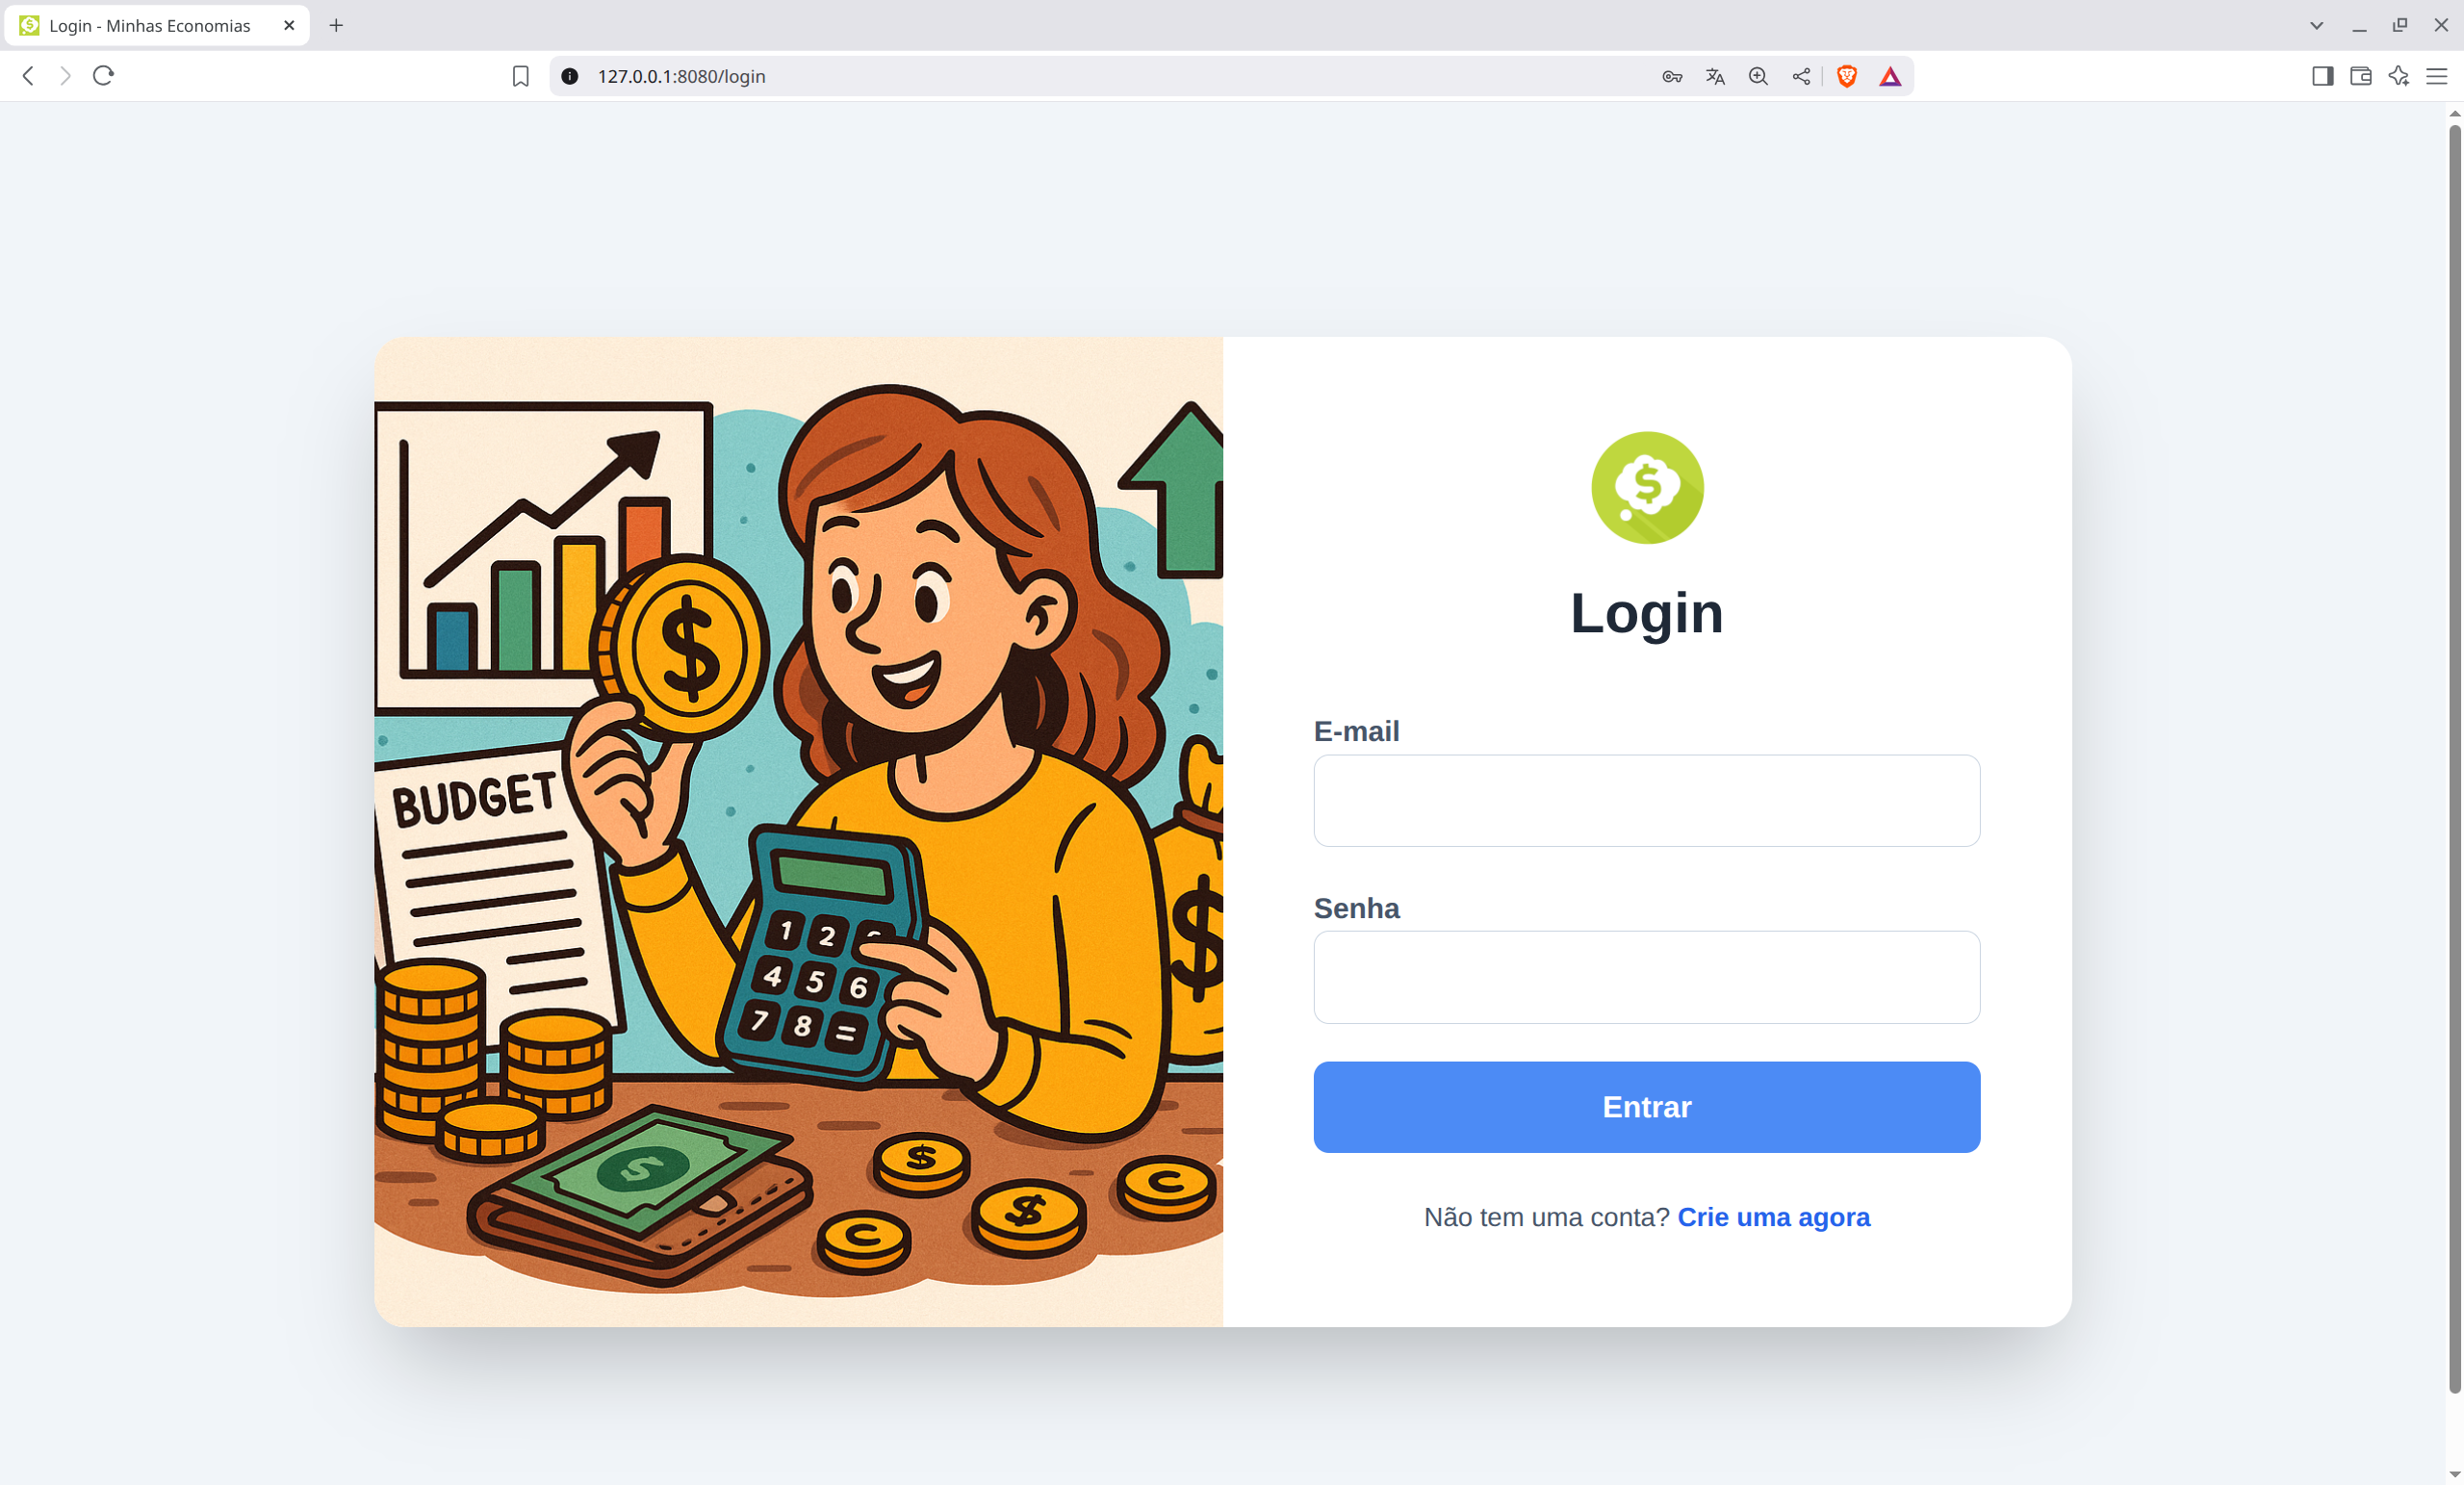 Login - Minhas Economias
127.0.0.1:8080/login
$
BUDGET
1 2
4 5 6
7 8 =
$
$
$
$
C
C
$
Login
E-mail
Senha
Entrar
Não tem uma conta? Crie uma agora